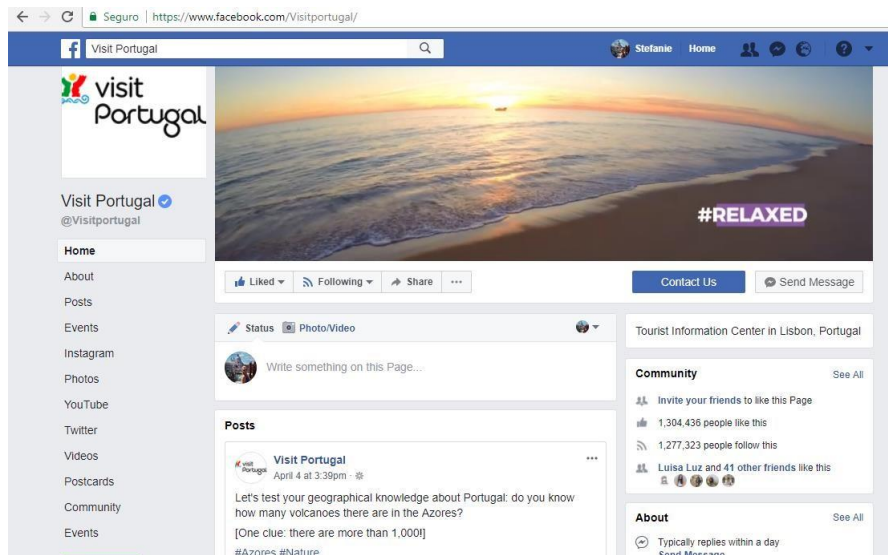 Seguro | https://www.facebook.com/Visitportugal/
Visit Portugal
Stefanie Home
visit
Portugal
Visit Portugal
@Visitportugal
Home
About
Posts
Events
Instagram
Photos
YouTube
Twitter
Videos
Postcards
Community
Events
#RELAXED
Liked Following Share ...
Contact Us Send Message
Status Photo/Video
Write something on this Page...
Posts
visit
Portugal
Visit Portugal
April 4 at 3:39pm ·
Let's test your geographical knowledge about Portugal: do you know
how many volcanoes there are in the Azores?
[One clue: there are more than 1,000!]
#Azores #Nature
Tourist Information Center in Lisbon, Portugal
Community See All
Invite your friends to like this Page
1,304,436 people like this
1,277,323 people follow this
Luisa Luz and 41 other friends like this
About See All
Typically replies within a day
Send Message